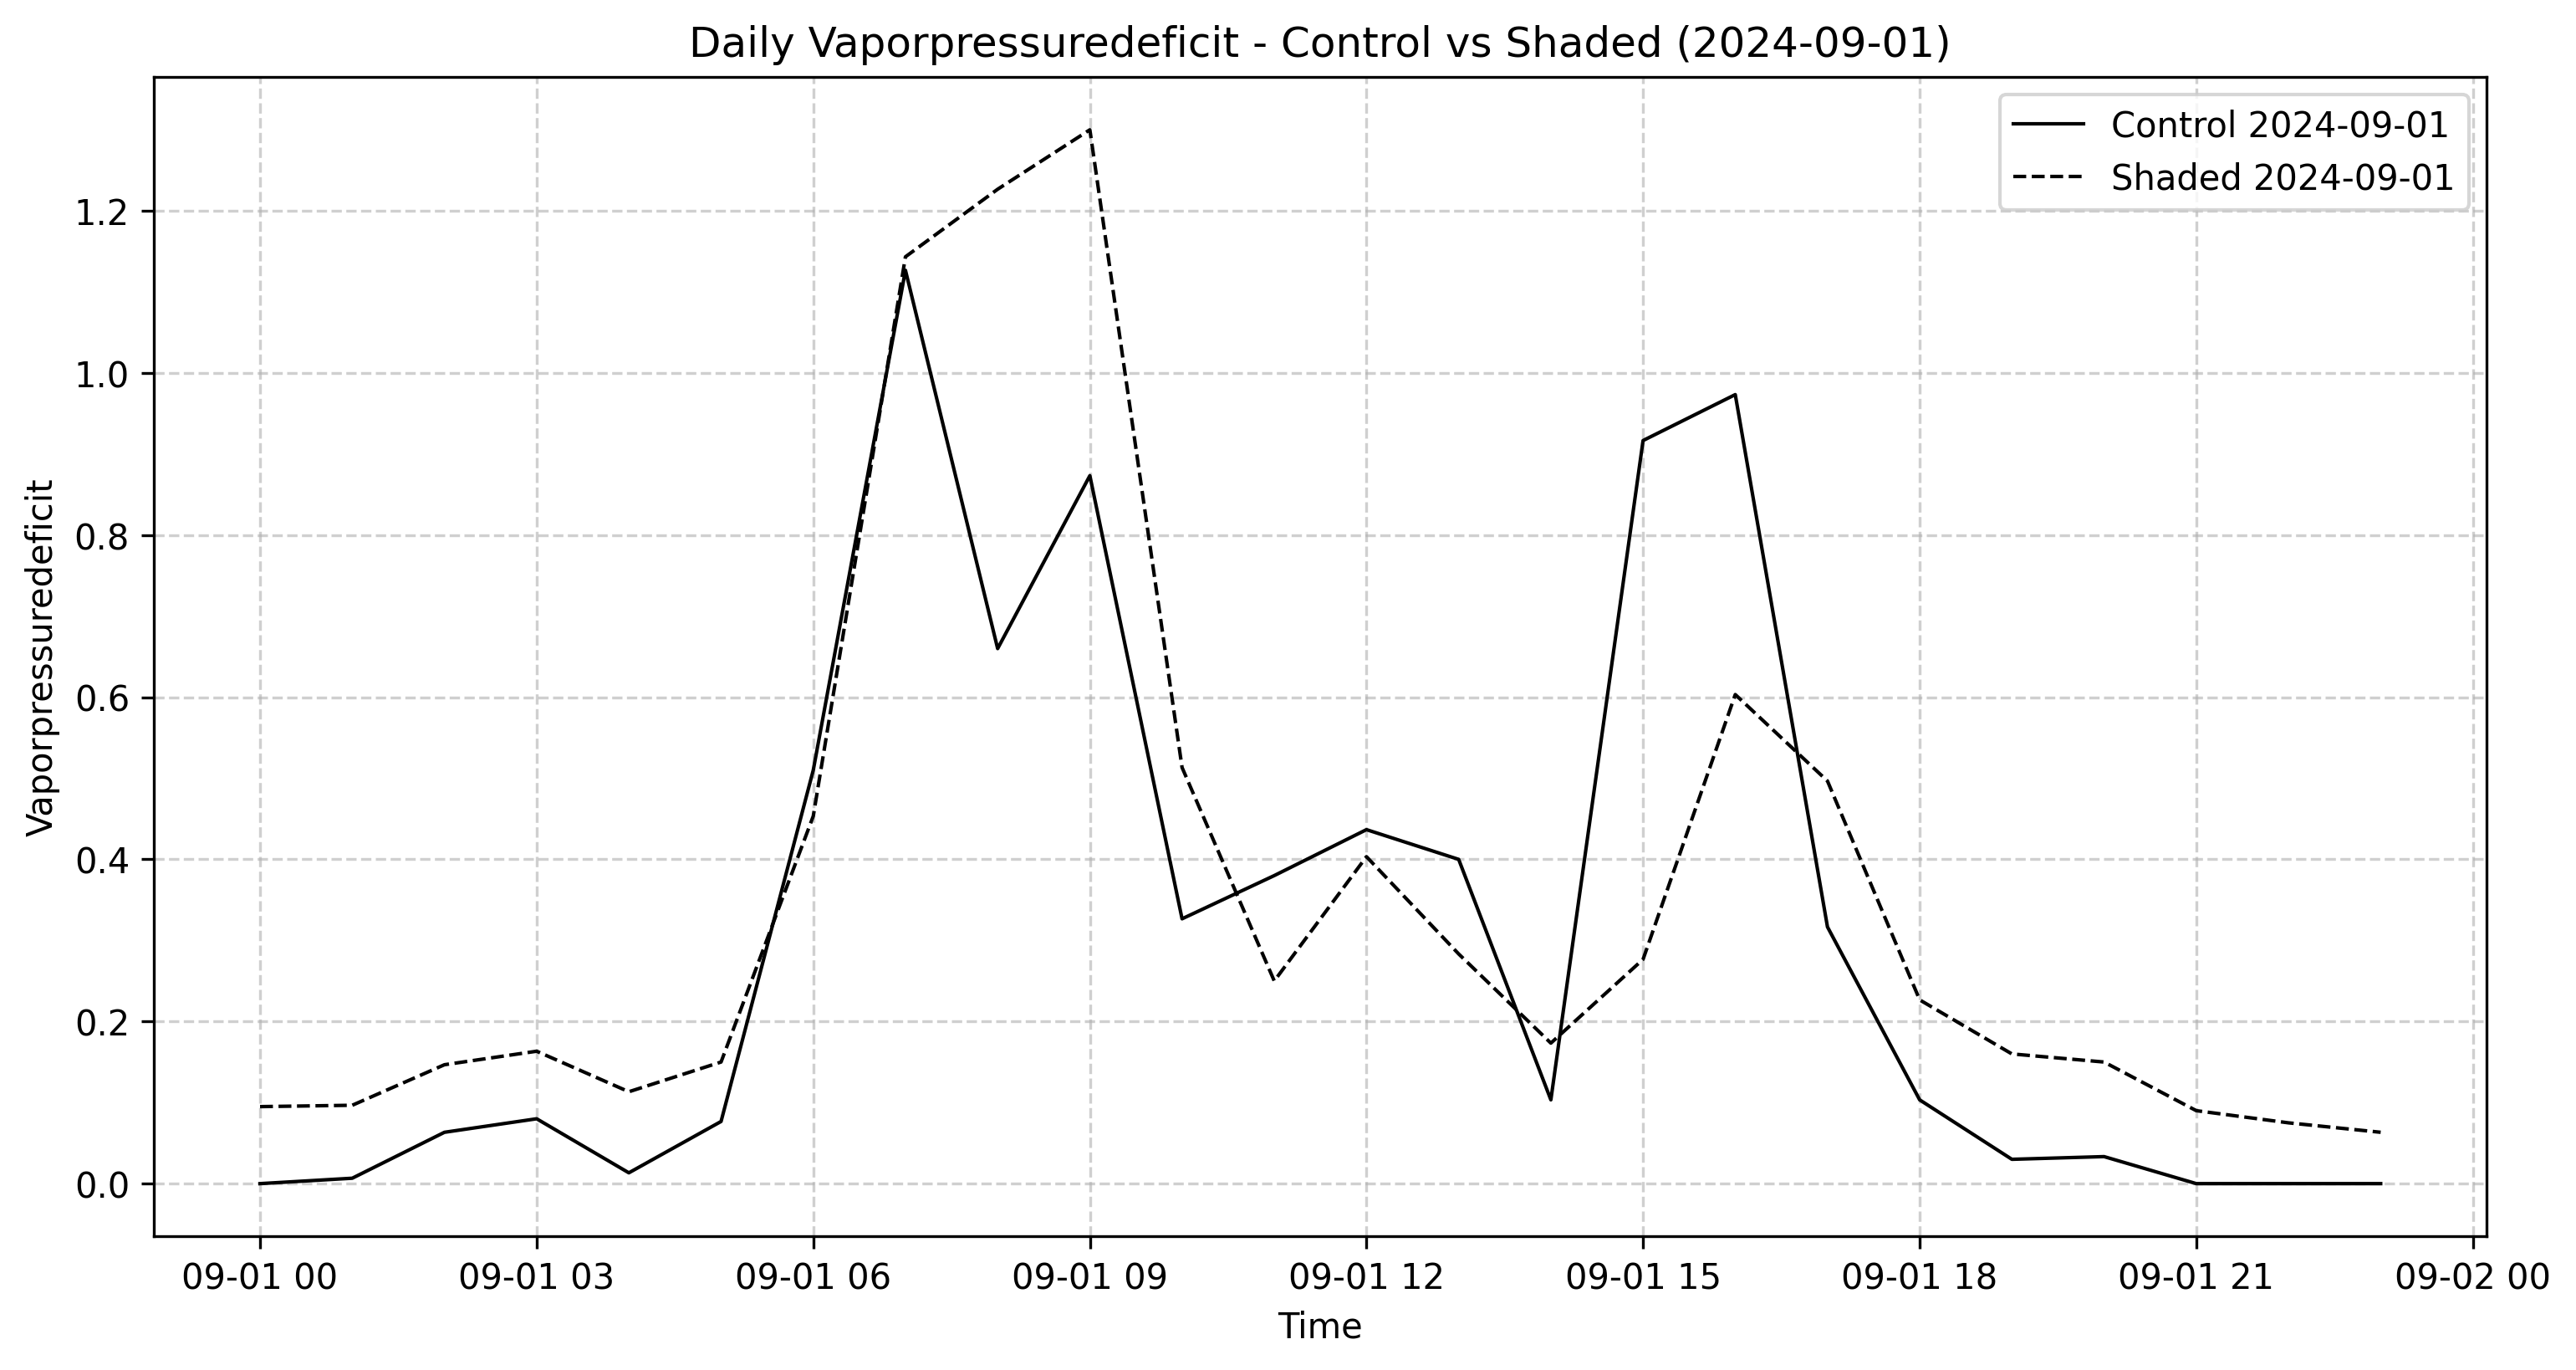 Daily Vaporpressuredeficit - Control vs Shaded (2024-09-01)
Control 2024-09-01
Shaded 2024-09-01
Vaporpressuredeficit
1.2
1.0
0.8
0.6
0.4
0.2
0.0
09-01 00 09-01 03 09-01 06 09-01 09 09-01 12 09-01 15 09-01 18 09-01 21 09-02 00
Time